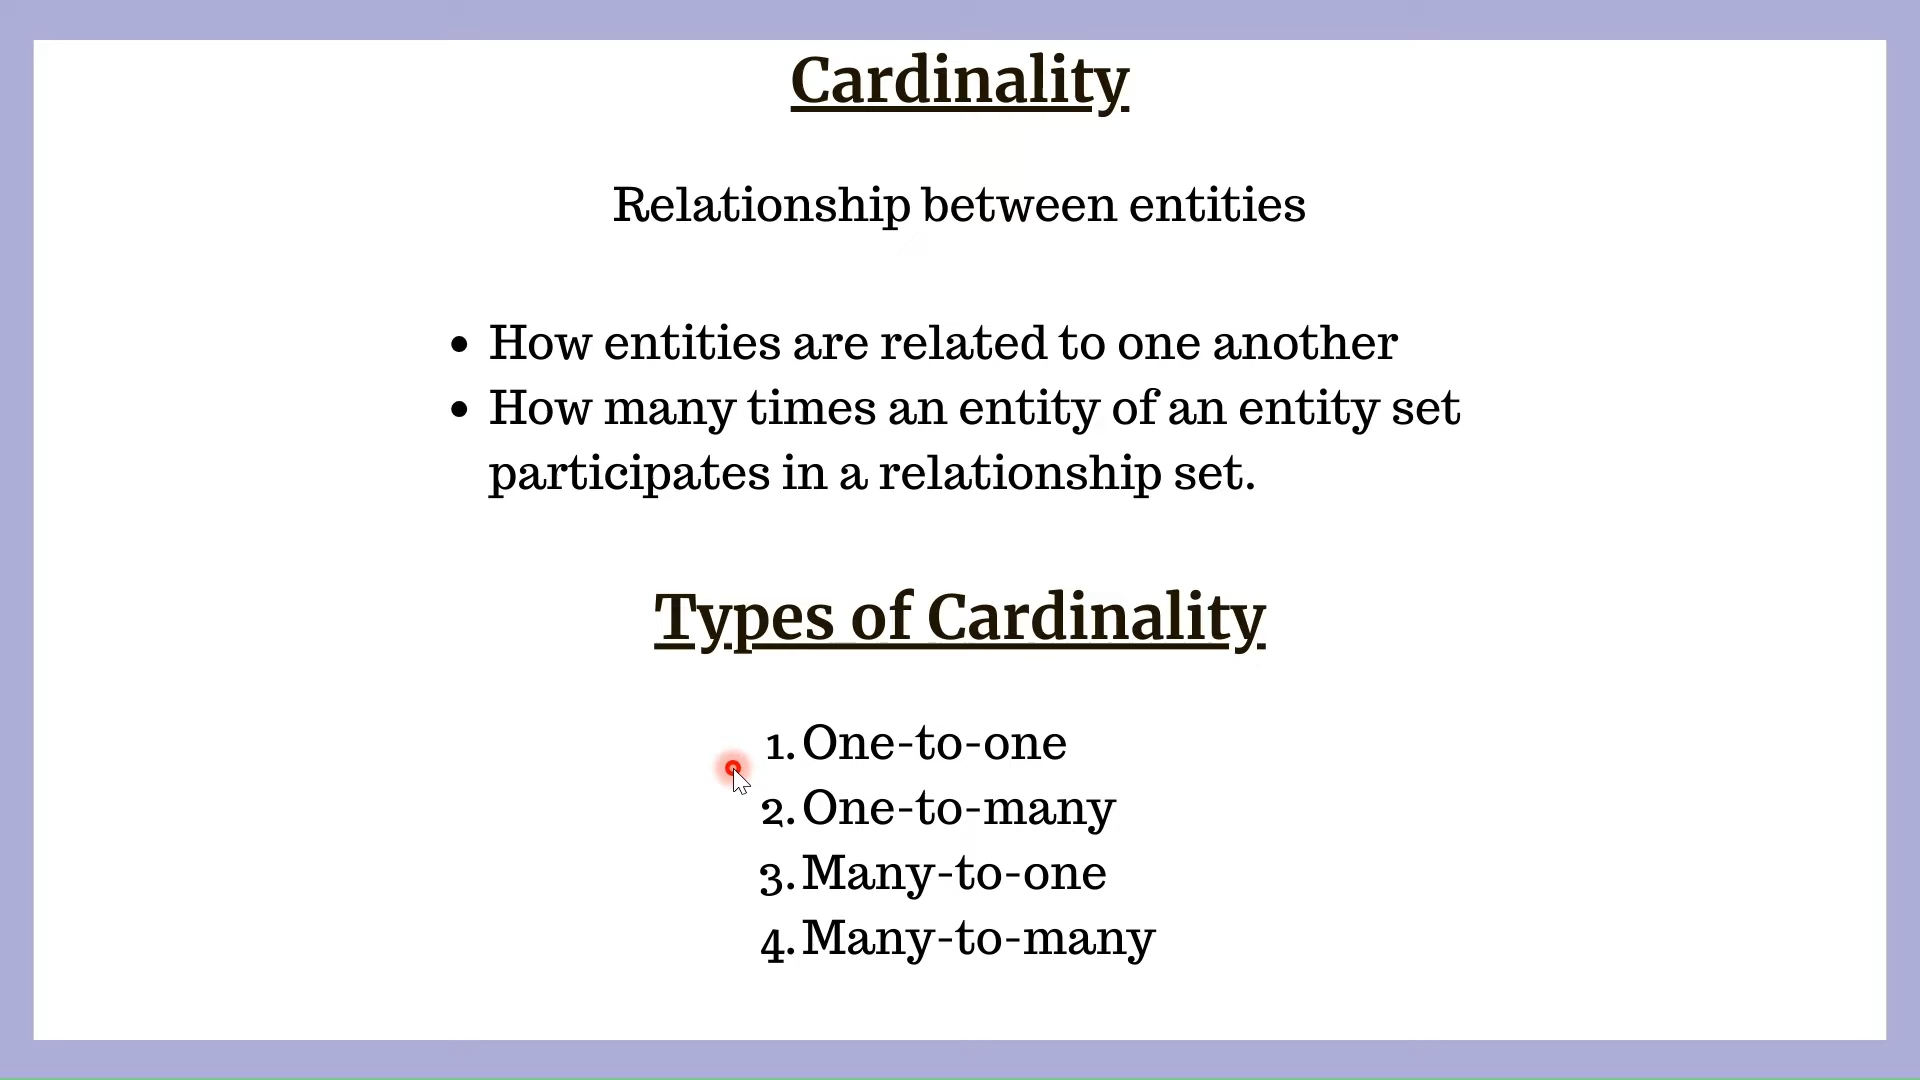 Cardinality
Relationship between entities
• How entities are related to one another
• How many times an entity of an entity set
participates in a relationship set.
Types of Cardinality
1. One-to-one
2. One-to-many
3. Many-to-one
4. Many-to-many